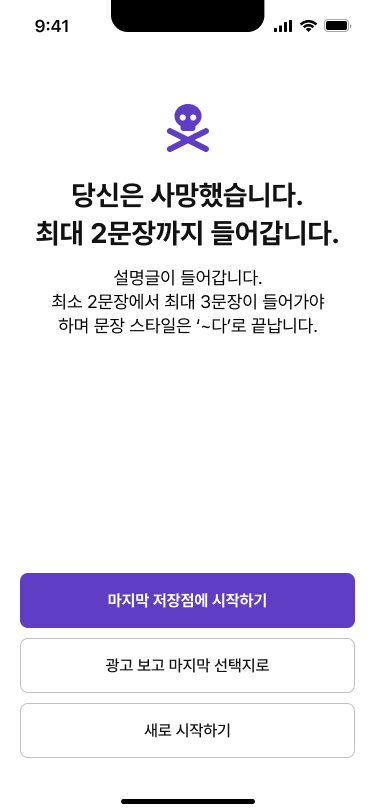 9:41
당신은 사망했습니다.
최대 2문장까지 들어갑니다.
설명글이 들어갑니다.
최소 2문장에서 최대 3문장이 들어가야
하며 문장 스타일은 ‘~다’로 끝납니다.
마지막 저장점에 시작하기
광고 보고 마지막 선택지로
새로 시작하기